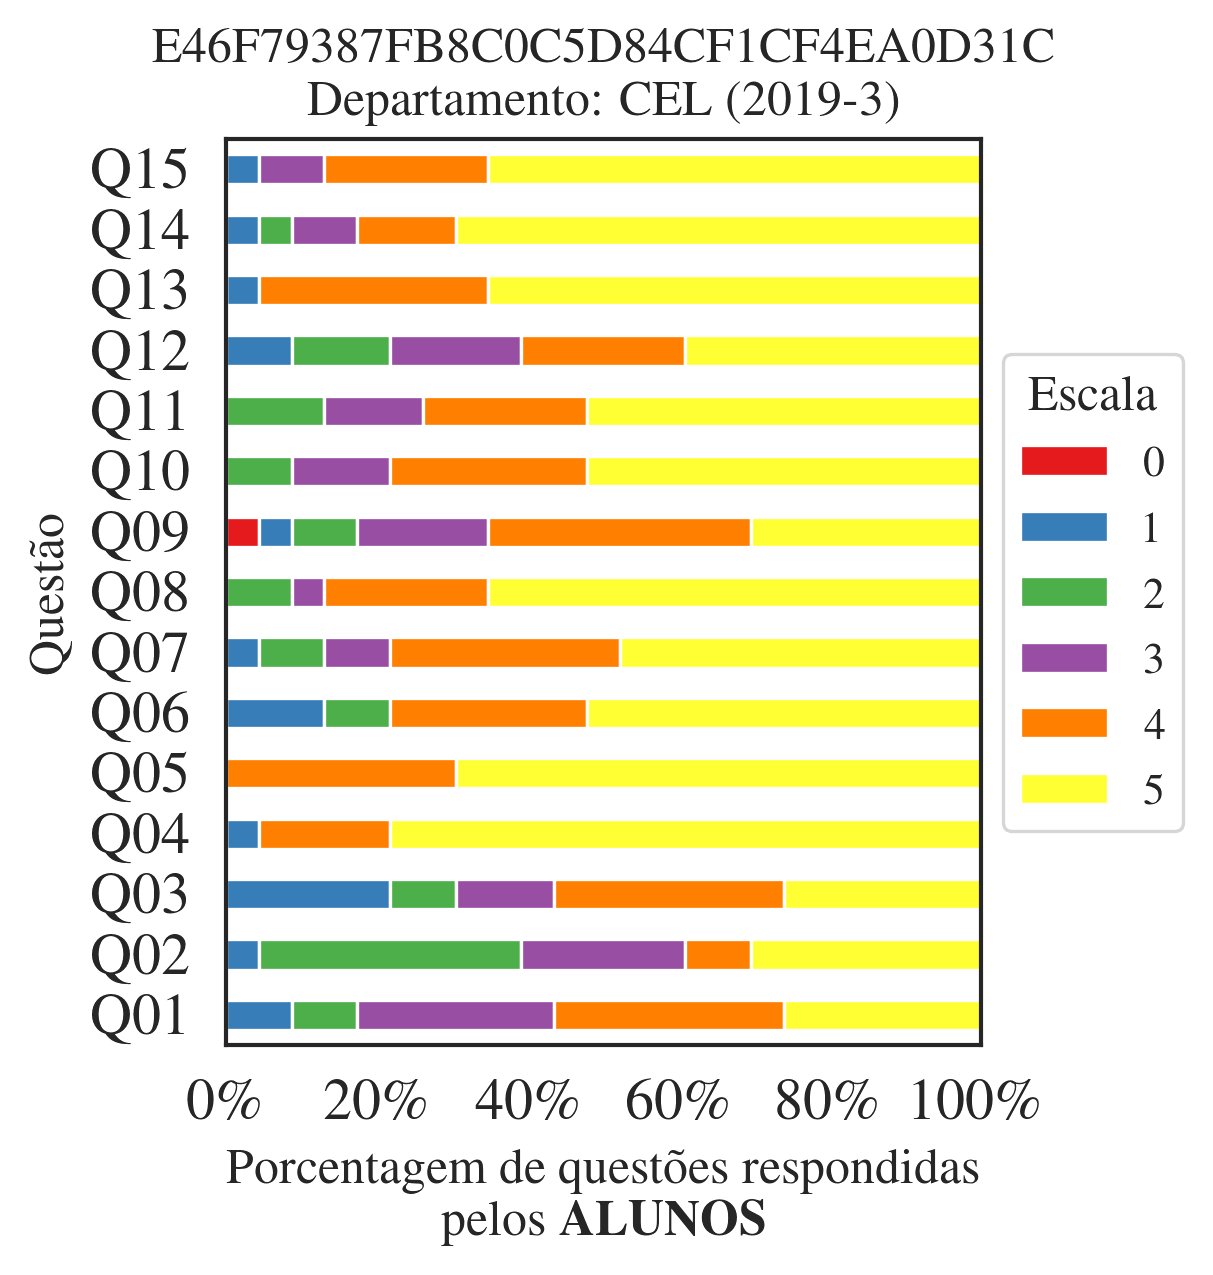 E46F79387FB8C0C5D84CF1CF4EA0D31C
Departamento: CEL (2019-3)
Questão
Q15
Q14
Q13
Q12
Q11
Q10
Q09
Q08
Q07
Q06
Q05
Q04
Q03
Q02
Q01
0% 20% 40% 60% 80% 100%
Porcentagem de questões respondidas
pelos ALUNOS
Escala
0
1
2
3
4
5